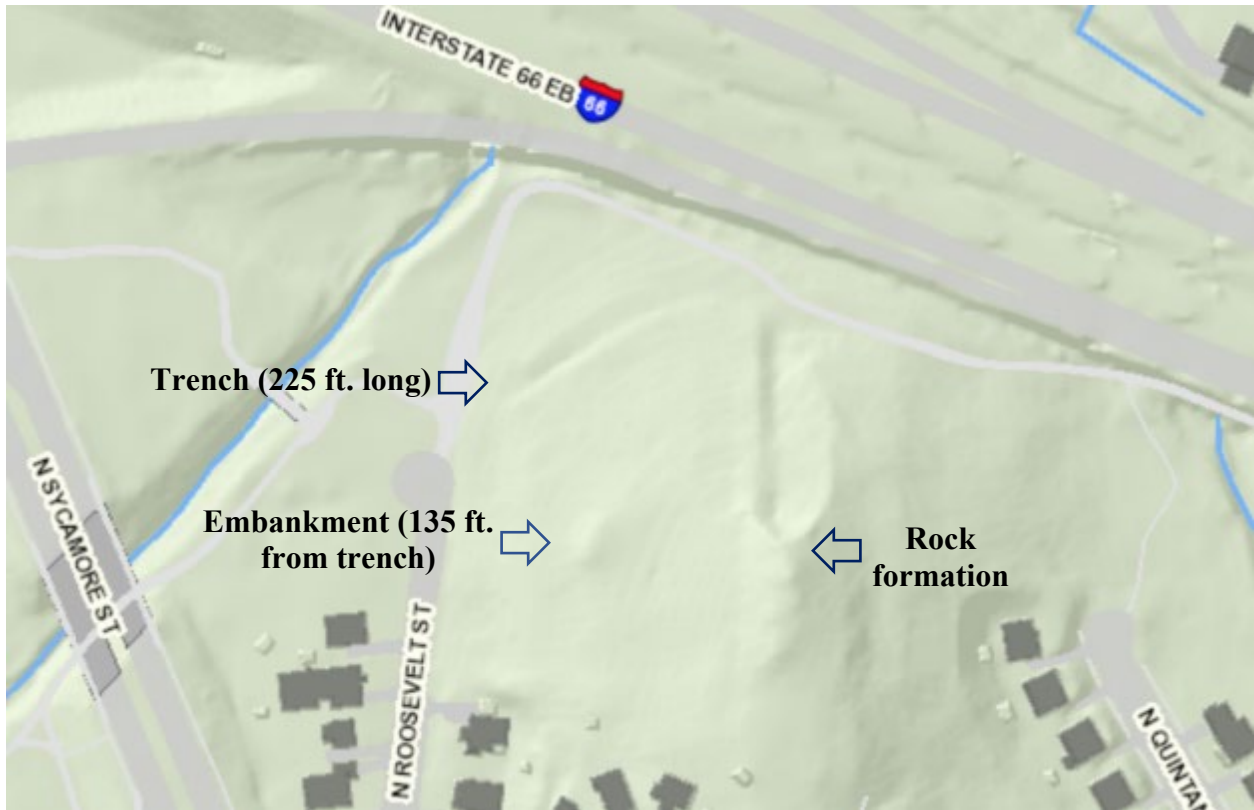 INTERSTATE 66 EB
66
Trench (225 ft. long)
N SYCAMORE ST
Embankment (135 ft.
from trench)
Rock
formation
N ROOSEVELT ST
N QUINTAN